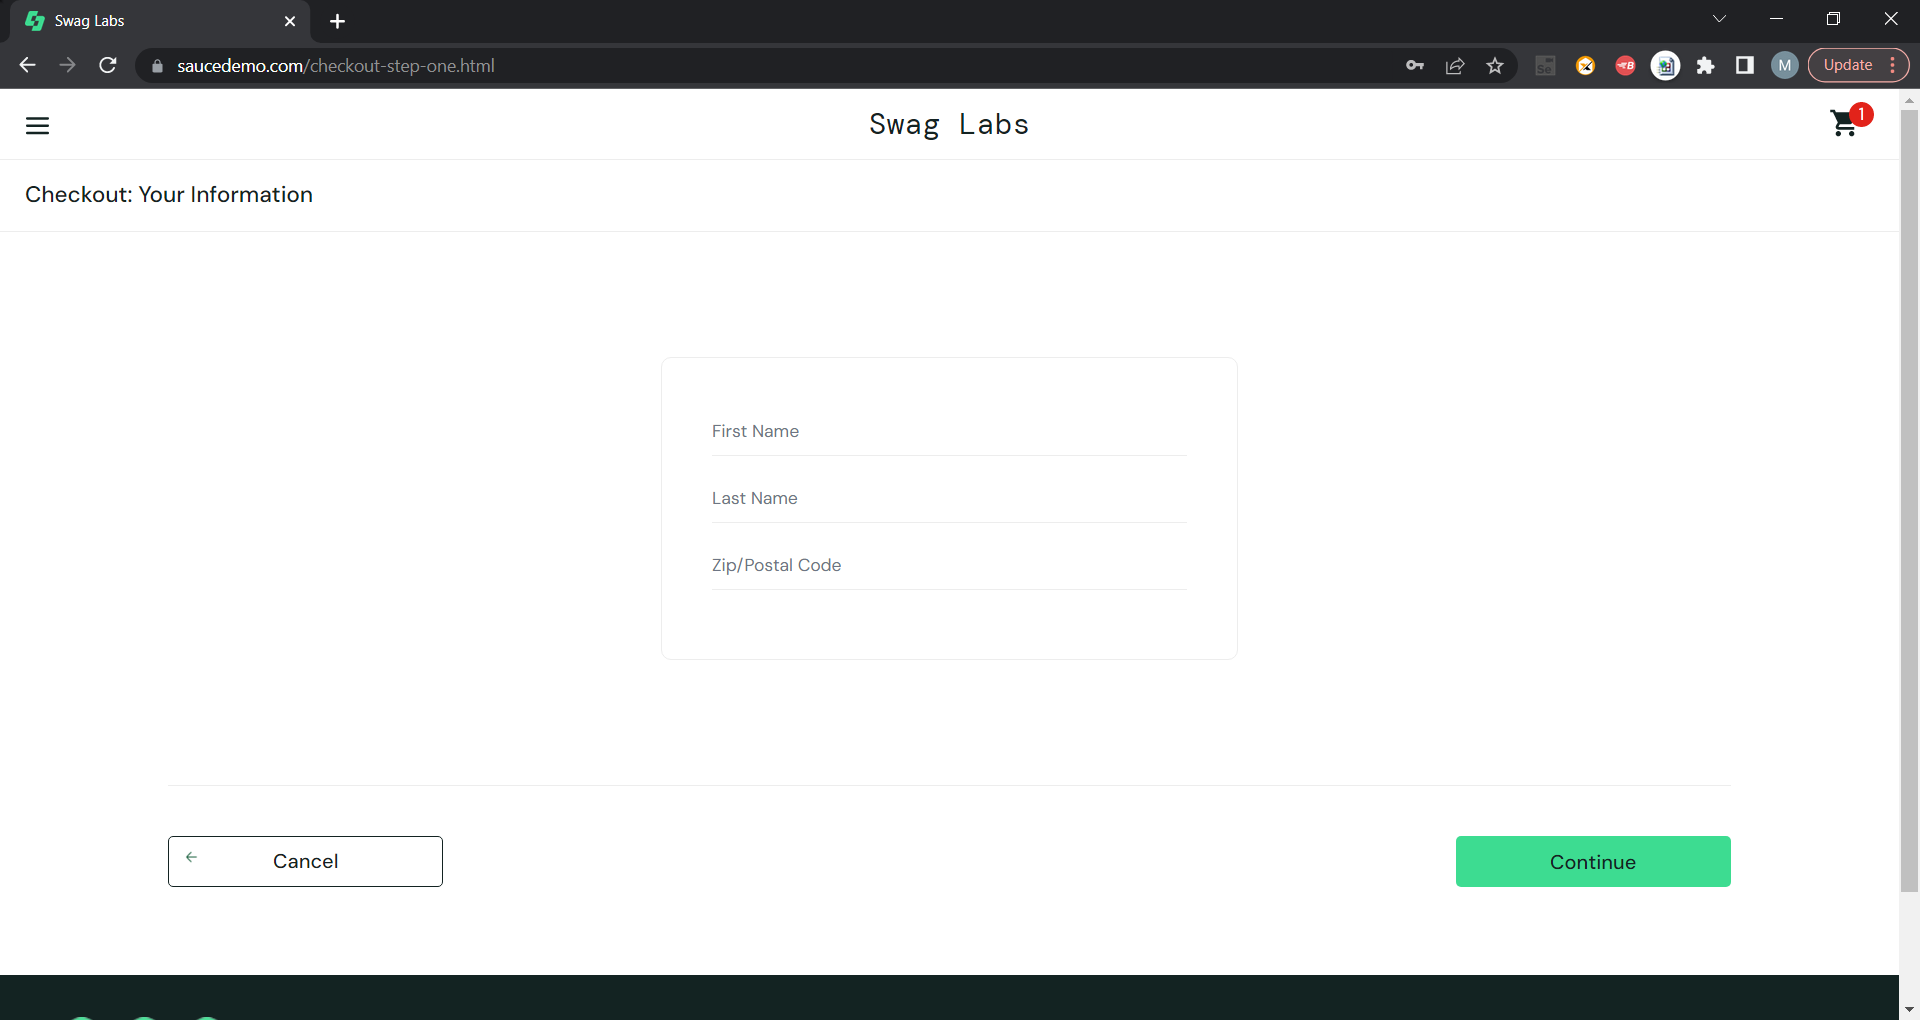 Swag Labs
saucedemo.com/checkout-step-one.html
Se
B
M
Update
Swag Labs
1
Checkout: Your Information
First Name
Last Name
Zip/Postal Code
Cancel
Continue